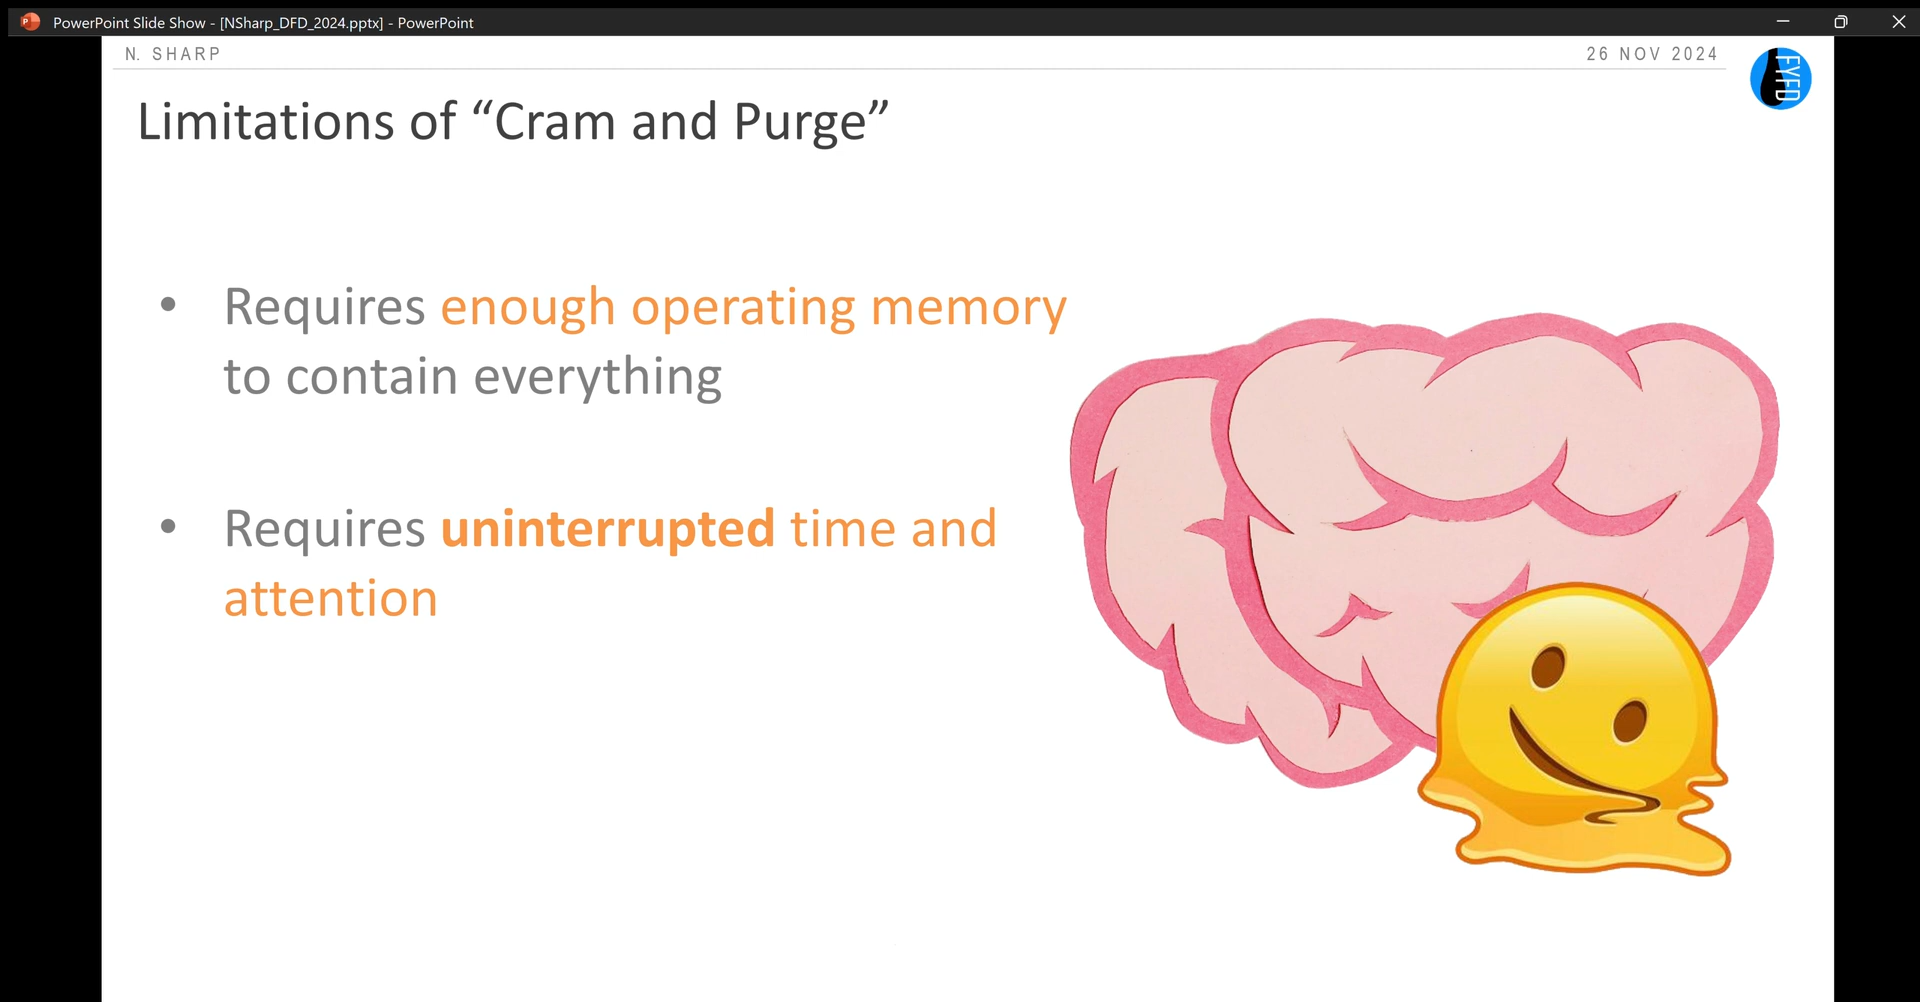 PowerPoint Slide Show - [NSharp_DFD_2024.pptx] - PowerPoint
N. SHARP
26 NOV 2024
FYFD
Limitations of “Cram and Purge”
• Requires enough operating memory
to contain everything
• Requires uninterrupted time and
attention